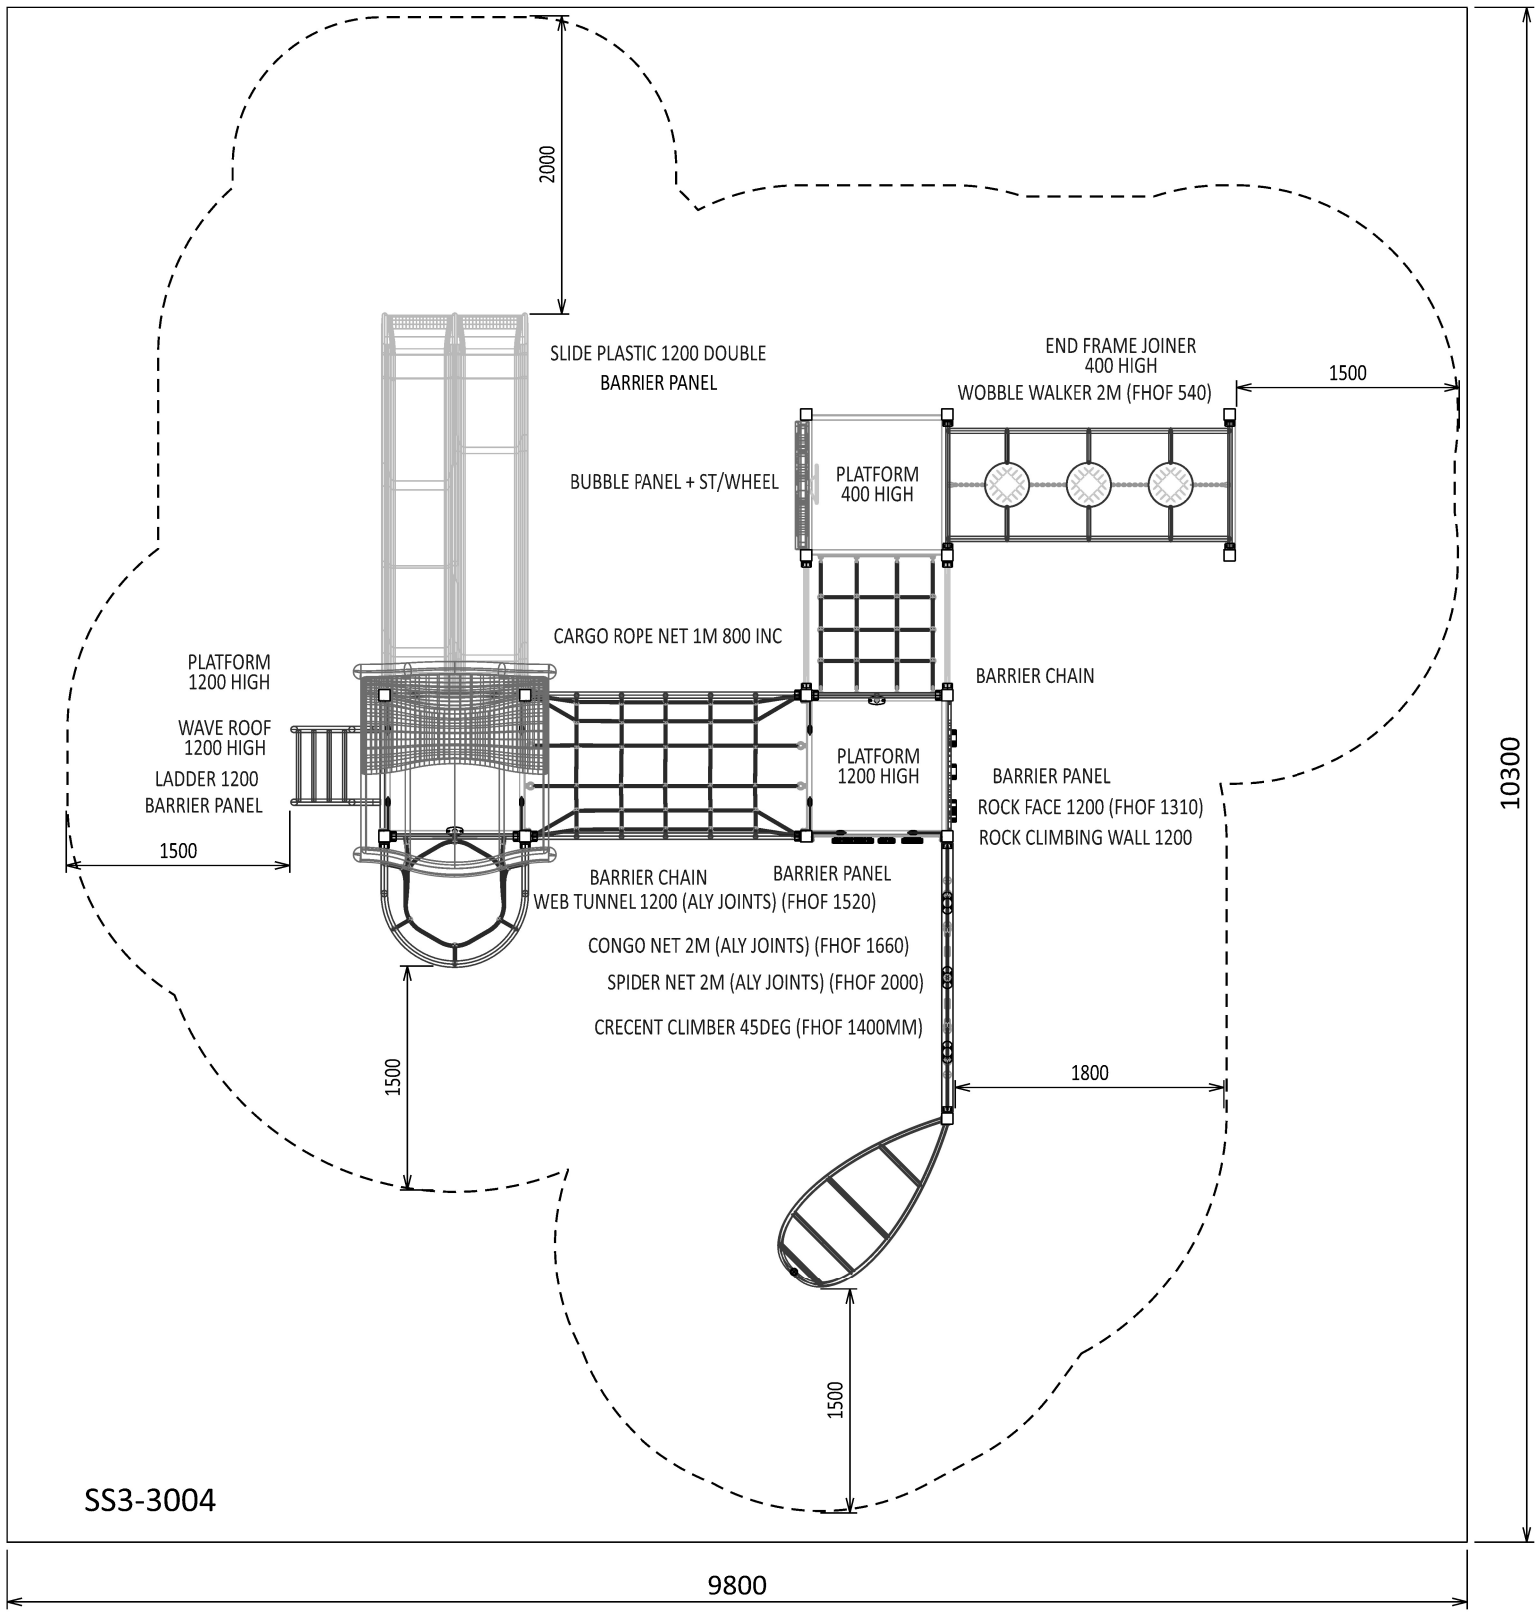 2000
SLIDE PLASTIC 1200 DOUBLE
BARRIER PANEL
END FRAME JOINER
400 HIGH
WOBBLE WALKER 2M (FHOF 540)
1500
BUBBLE PANEL + ST/WHEEL
PLATFORM
400 HIGH
CARGO ROPE NET 1M 800 INC
BARRIER CHAIN
PLATFORM
1200 HIGH
WAVE ROOF
1200 HIGH
LADDER 1200
BARRIER PANEL
1500
PLATFORM
1200 HIGH
BARRIER PANEL
ROCK FACE 1200 (FHOF 1310)
ROCK CLIMBING WALL 1200
10300
BARRIER CHAIN
BARRIER PANEL
WEB TUNNEL 1200 (ALY JOINTS) (FHOF 1520)
CONGO NET 2M (ALY JOINTS) (FHOF 1660)
SPIDER NET 2M (ALY JOINTS) (FHOF 2000)
CRECENT CLIMBER 45DEG (FHOF 1400MM)
1500
1800
1500
SS3-3004
9800